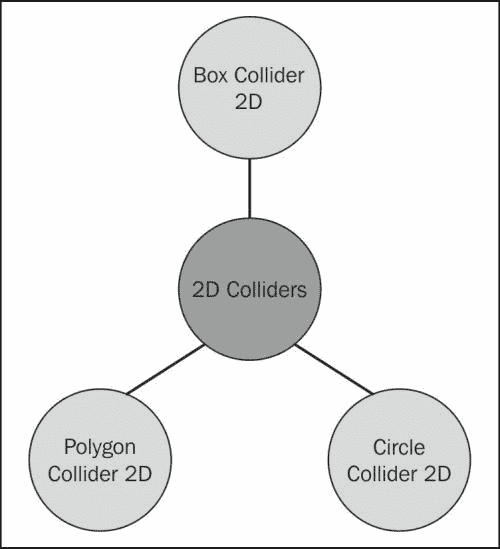 Box Collider
2D
2D Colliders
Polygon
Collider 2D
Circle
Collider 2D